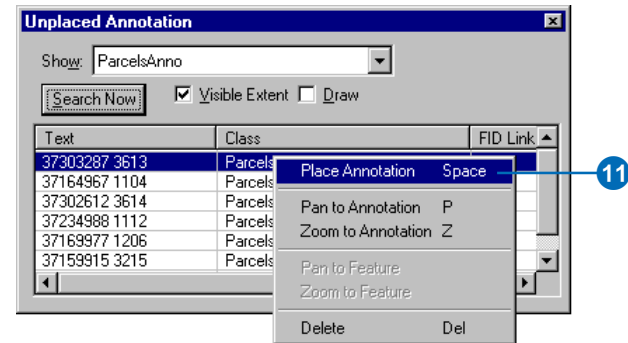 Unplaced Annotation
Show: ParcelsAnno
Search Now Visible Extent Draw
Text Class FID Link
37303287 3613 Parcels
37164967 1104 Parcels
37302612 3614 Parcels
37234988 1112 Parcels
37169977 1206 Parcels
37159915 3215 Parcels
Place Annotation Space
11
Pan to Annotation P
Zoom to Annotation Z
Pan to Feature
Zoom to Feature
Delete Del